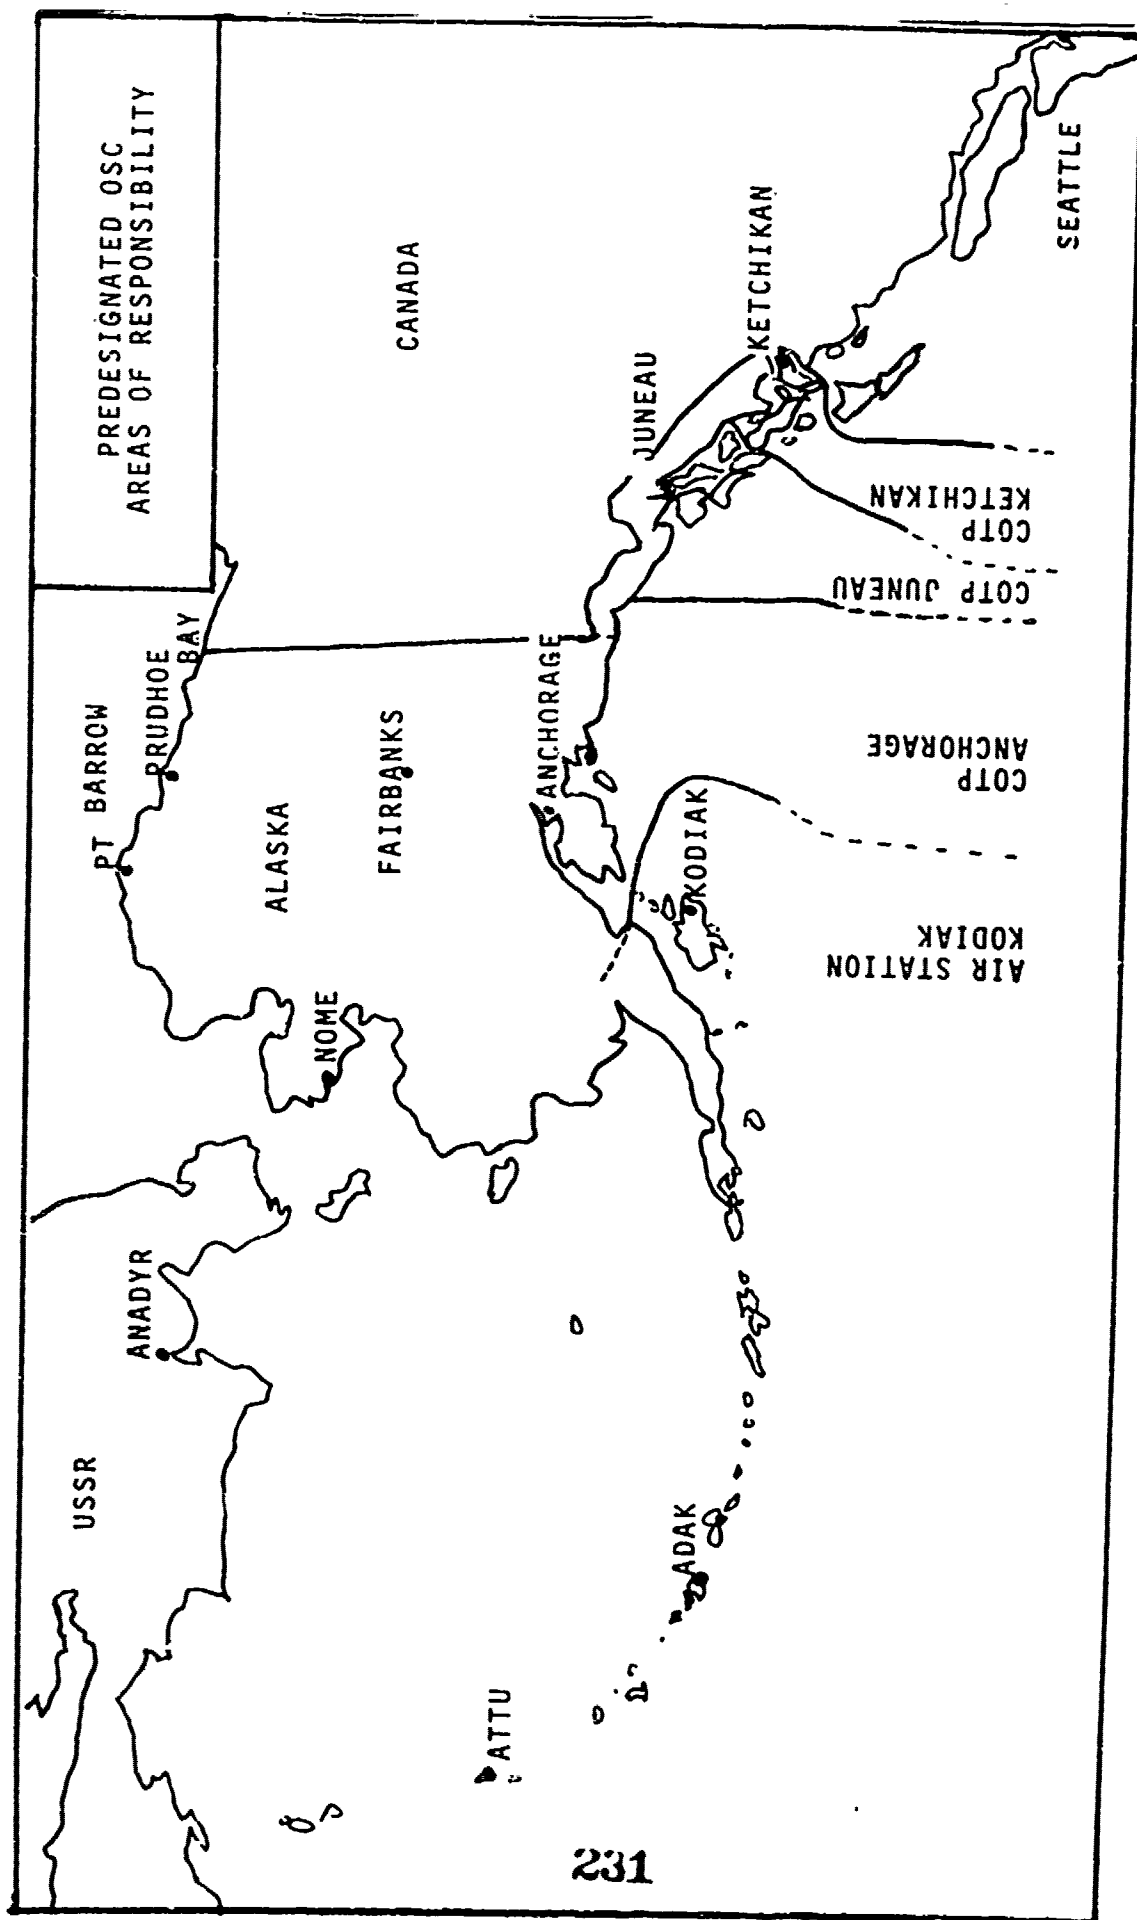 PREDESIGNATED OSC
AREAS OF RESPONSIBILITY
USSR
ANADYR
PT BARROW
PRUDHOE
BAY
ALASKA
NOME
FAIRBANKS
CANADA
ANCHORAGE
JUNEAU
KETCHIKAN
KODIAK
ATTU
ADAK
SEATTLE
AIR STATION
KODIAK
COTP
ANCHORAGE
COTP JUNEAU
COTP
KETCHIKAN
231